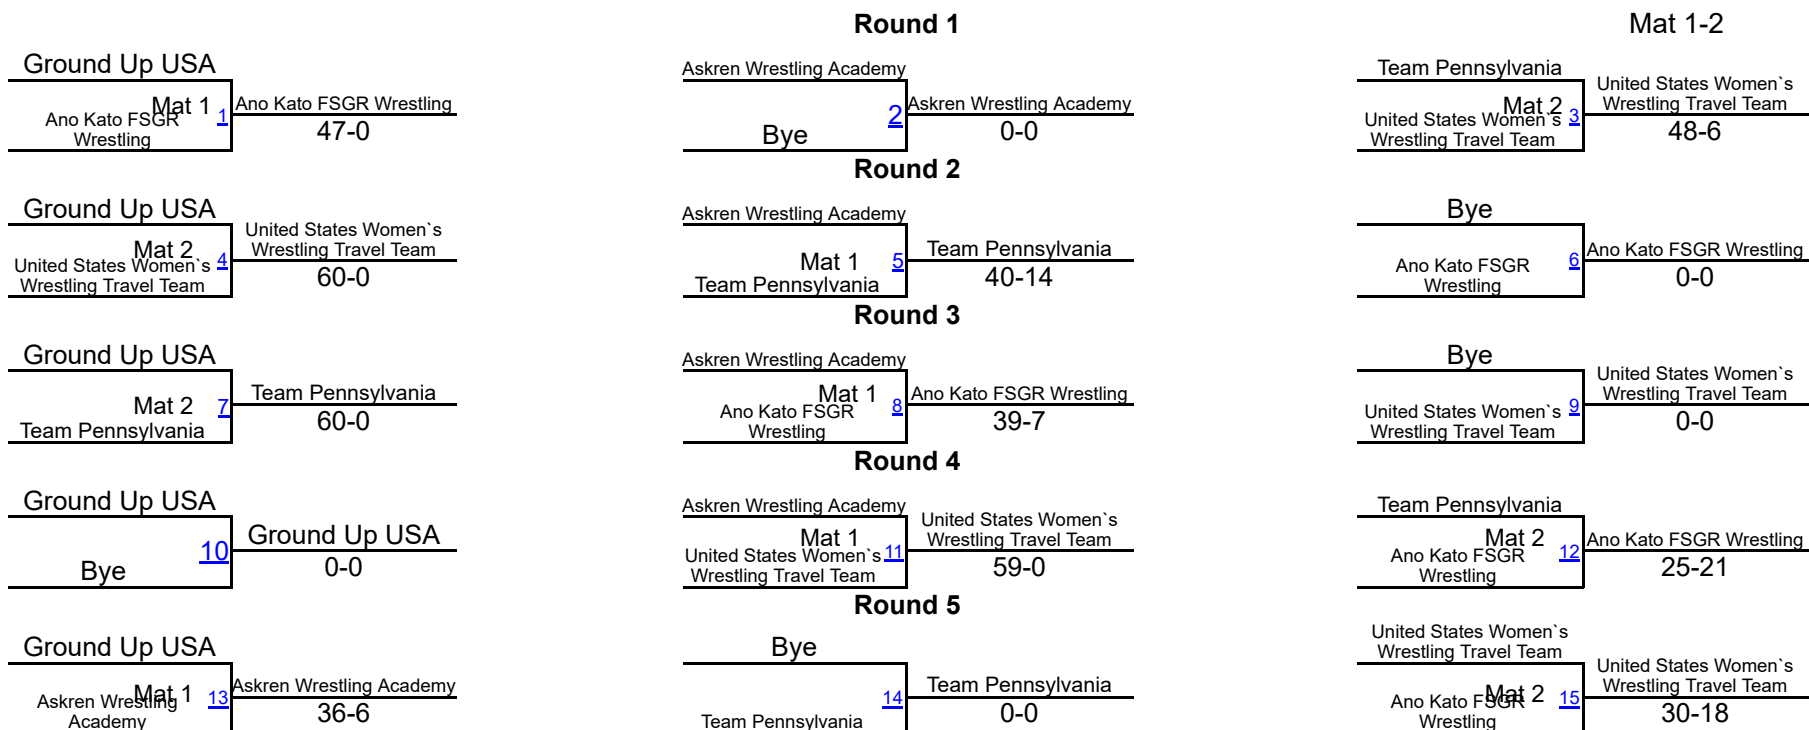 Round 1
Mat 1-2
Ground Up USA
Mat 1
Ano Kato FSGR
Wrestling
1
Ano Kato FSGR Wrestling
47-0
Askren Wrestling Academy
Bye
2
Askren Wrestling Academy
0-0
Team Pennsylvania
Mat 2
United States Women`s
Wrestling Travel Team
3
United States Women`s
Wrestling Travel Team
48-6
Round 2
Ground Up USA
Mat 2
United States Women`s
Wrestling Travel Team
4
United States Women`s
Wrestling Travel Team
60-0
Askren Wrestling Academy
Mat 1
Team Pennsylvania
5
Team Pennsylvania
40-14
Bye
Ano Kato FSGR
Wrestling
6
Ano Kato FSGR Wrestling
0-0
Round 3
Ground Up USA
Mat 2
Team Pennsylvania
7
Team Pennsylvania
60-0
Askren Wrestling Academy
Mat 1
Ano Kato FSGR
Wrestling
8
Ano Kato FSGR Wrestling
39-7
Bye
United States Women`s
Wrestling Travel Team
9
United States Women`s
Wrestling Travel Team
0-0
Round 4
Ground Up USA
Bye
10
Ground Up USA
0-0
Askren Wrestling Academy
Mat 1
United States Women`s
Wrestling Travel Team
11
United States Women`s
Wrestling Travel Team
59-0
Team Pennsylvania
Mat 2
Ano Kato FSGR
Wrestling
12
Ano Kato FSGR Wrestling
25-21
Round 5
Ground Up USA
Mat 1
Askren Wrestling
Academy
13
Askren Wrestling Academy
36-6
Bye
Team Pennsylvania
14
Team Pennsylvania
0-0
United States Women`s
Wrestling Travel Team
Mat 2
Ano Kato FSGR
Wrestling
15
United States Women`s
Wrestling Travel Team
30-18